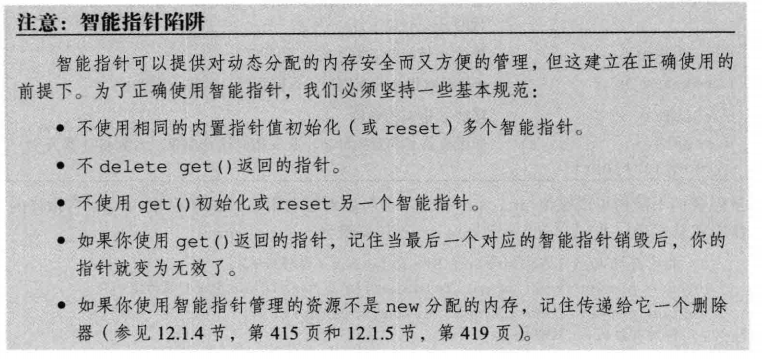 注意：智能指针陷阱
智能指针可以提供对动态分配的内存安全而又方便的管理，但这建立在正确使用的
前提下。为了正确使用智能指针，我们必须坚持一些基本规范：
● 不使用相同的内置指针值初始化（或 reset）多个智能指针。
● 不 delete get()返回的指针。
● 不使用 get()初始化或 reset 另一个智能指针。
● 如果你使用 get()返回的指针，记住当最后一个对应的智能指针销毁后，你的
指针就变为无效了。
● 如果你使用智能指针管理的资源不是 new 分配的内存，记住传递给它一个删除
器（参见 12.1.4 节，第 415 页和 12.1.5 节，第 419 页）。